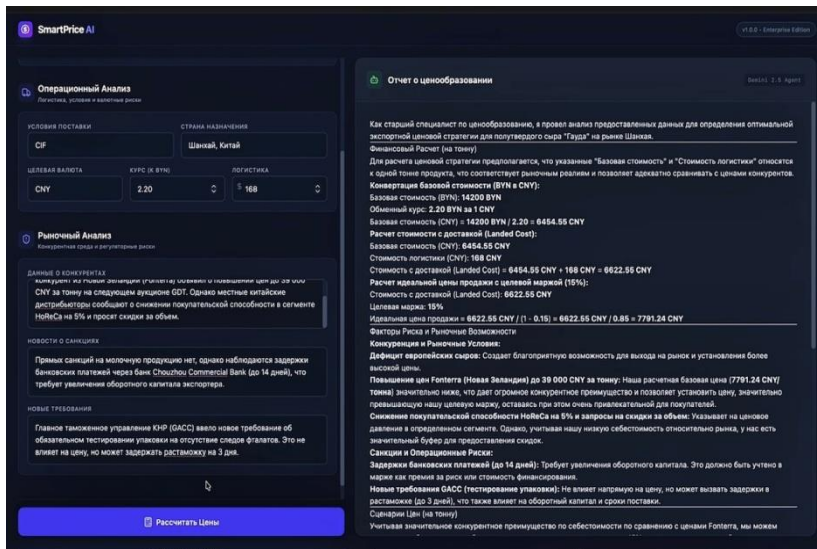 SmartPrice AI
v1.0.0 - Enterprise Edition
Операционный Анализ
Логистика, условия и валютные риски
УСЛОВИЯ ПОСТАВКИ
СТРАНА НАЗНАЧЕНИЯ
CIF
Шанхай, Китай
ЦЕЛЕВАЯ ВАЛЮТА
КУРС (К BYN)
ЛОГИСТИКА
CNY
2.20
$ 168
Рыночный Анализ
Конкурентная среда и регуляторные риски
ДАННЫЕ О КОНКУРЕНТАХ
конкурент из Новой Зеландии (Fonterra) объявил о повышении цен до 39 000
CNY за тонну на следующем аукционе GDT. Однако местные китайские
дистрибьюторы сообщают о снижении покупательской способности в сегменте
HoReCa на 5% и просят скидки за объем.
НОВОСТИ О САНКЦИЯХ
Прямых санкций на молочную продукцию нет, однако наблюдаются задержки
банковских платежей через банк Chouzhou Commercial Bank (до 14 дней), что
требует увеличения оборотного капитала экспортера.
НОВЫЕ ТРЕБОВАНИЯ
Главное таможенное управление КНР (GACC) ввело новое требование об
обязательном тестировании упаковки на отсутствие следов фталатов. Это не
влияет на цену, но может задержать растаможку на 3 дня.
Рассчитать Цены
Отчет о ценообразовании
Gemini 2.5 Agent
Как старший специалист по ценообразованию, я провел анализ предоставленных данных для определения оптимальной
экспортной ценовой стратегии для полутвердого сыра "Гауда" на рынке Шанхая.
Финансовый Расчет (на тонну)
Для расчета ценовой стратегии предполагается, что указанные "Базовая стоимость" и "Стоимость логистики" относятся
к одной тонне продукта, что соответствует рыночным реалиям и позволяет адекватно сравнивать с ценами конкурентов.
Конвертация базовой стоимости (BYN в CNY):
Базовая стоимость (BYN): 14200 BYN
Обменный курс: 2.20 BYN за 1 CNY
Базовая стоимость (CNY) = 14200 BYN / 2.20 = 6454.55 CNY
Расчет стоимости с доставкой (Landed Cost):
Базовая стоимость (CNY): 6454.55 CNY
Стоимость логистики (CNY): 168 CNY
Стоимость с доставкой (Landed Cost) = 6454.55 CNY + 168 CNY = 6622.55 CNY
Расчет идеальной цены продажи с целевой маржой (15%):
Стоимость с доставкой (Landed Cost): 6622.55 CNY
Целевая маржа: 15%
Идеальная цена продажи = 6622.55 CNY / (1 - 0.15) = 6622.55 CNY / 0.85 = 7791.24 CNY
Факторы Риска и Рыночные Возможности
Конкуренция и Рыночные Условия:
Дефицит европейских сыров: Создает благоприятную возможность для выхода на рынок и установления более
высокой цены.
Повышение цен Fonterra (Новая Зеландия) до 39 000 CNY за тонну: Наша расчетная базовая цена (7791.24 CNY/
тонна) значительно ниже, что дает огромное конкурентное преимущество и позволяет установить цену, значительно
превышающую нашу целевую маржу, оставаясь при этом очень привлекательной для покупателей.
Снижение покупательской способности HoReCa на 5% и запросы на скидки за объем: Указывает на ценовое
давление в определенном сегменте. Однако, учитывая нашу низкую себестоимость относительно рынка, у нас есть
значительный буфер для предоставления скидок.
Санкции и Операционные Риски:
Задержки банковских платежей (до 14 дней): Требует увеличения оборотного капитала. Это должно быть учтено в
марже как премия за риск или стоимость финансирования.
Новые требования GACC (тестирование упаковки): Не влияет напрямую на цену, но может вызвать задержки в
растаможке (до 3 дней), что также влияет на оборотный капитал и сроки поставки.
Сценарии Цен (на тонну)
Учитывая значительное конкурентное преимущество по себестоимости по сравнению с ценами Fonterra, мы можем